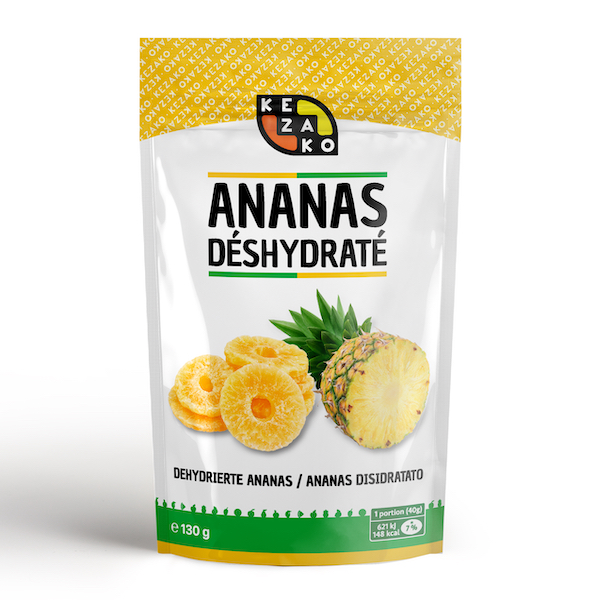 KE
ZA
KO
ANANAS
DÉSHYDRATÉ
DEHYDRIERTE ANANAS / ANANAS DISIDRATATO
1 portion (40g)
621 kJ
148 kcal
7 %
℮ 130 g